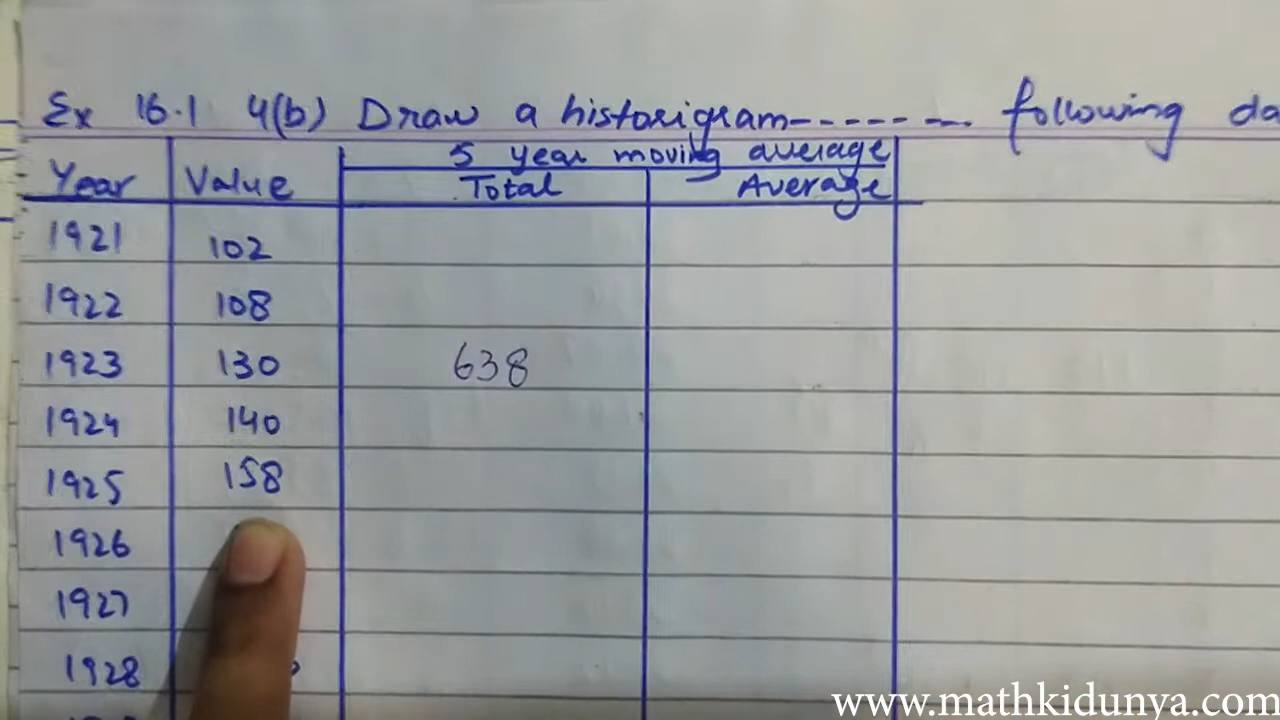 Ex 16.1 4(b) Draw a historigram------- following da
5 year moving average
Year Value Total Average
1921 102
1922 108
1923 130 638
1924 140
1925 158
1926
1927
1928
www.mathkidunya.com